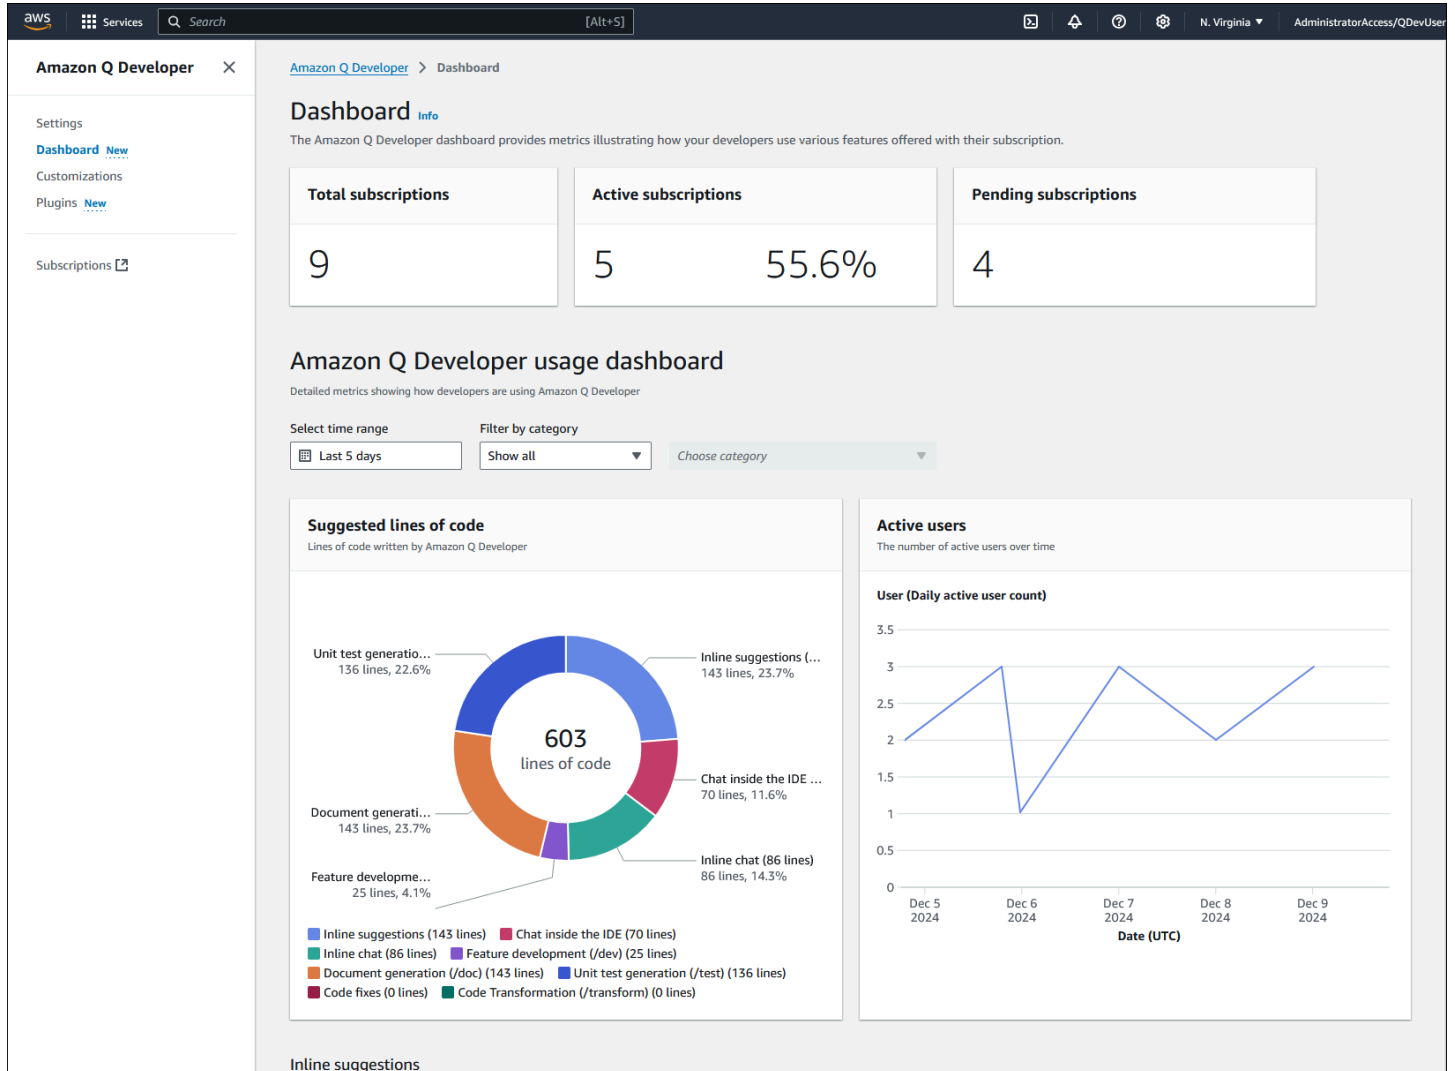 aws Services Search [Alt+S] N. Virginia AdministratorAccess/QDevUser
Amazon Q Developer
Settings
Dashboard New
Customizations
Plugins New
Subscriptions
Amazon Q Developer > Dashboard
Dashboard Info
The Amazon Q Developer dashboard provides metrics illustrating how your developers use various features offered with their subscription.
Total subscriptions
9
Active subscriptions
5 55.6%
Pending subscriptions
4
Amazon Q Developer usage dashboard
Detailed metrics showing how developers are using Amazon Q Developer
Select time range
Last 5 days
Filter by category
Show all
Choose category
Suggested lines of code
Lines of code written by Amazon Q Developer
Unit test generatio...
136 lines, 22.6%
Inline suggestions (...
143 lines, 23.7%
603
lines of code
Chat inside the IDE ...
70 lines, 11.6%
Document generati...
143 lines, 23.7%
Inline chat (86 lines)
86 lines, 14.3%
Feature developme...
25 lines, 4.1%
Inline suggestions (143 lines) Chat inside the IDE (70 lines)
Inline chat (86 lines) Feature development (/dev) (25 lines)
Document generation (/doc) (143 lines) Unit test generation (/test) (136 lines)
Code fixes (0 lines) Code Transformation (/transform) (0 lines)
Active users
The number of active users over time
User (Daily active user count)
3.5
3
2.5
2
1.5
1
0.5
0
Dec 5 Dec 6 Dec 7 Dec 8 Dec 9
2024 2024 2024 2024 2024
Date (UTC)
Inline suggestions